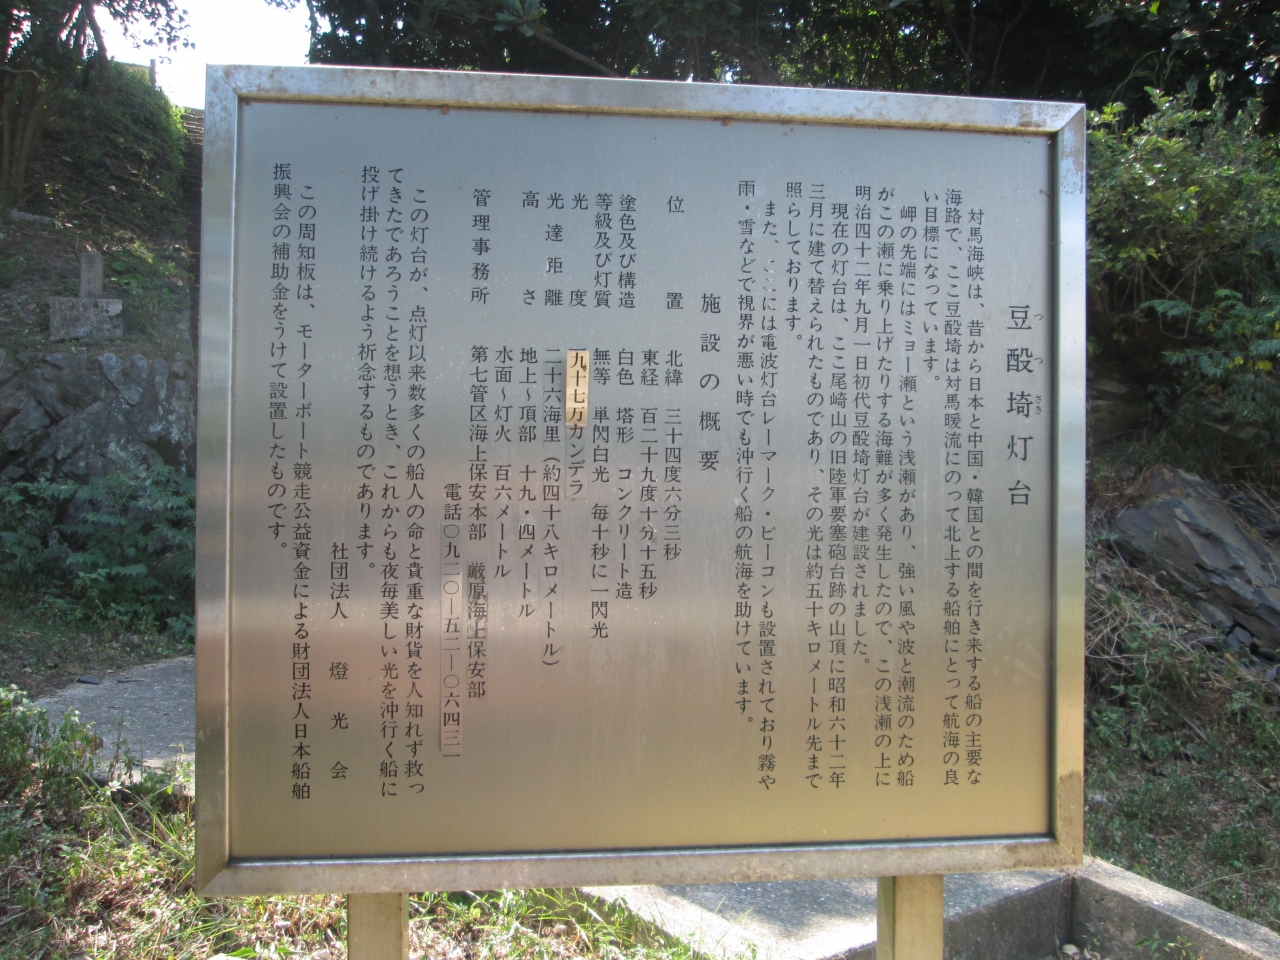 豆酘埼灯台
つつざき
対馬海峡は、昔から日本と中国・韓国との間を行き来する船の主要な
海路で、ここ豆酘埼は対馬暖流にのって北上する船舶にとって航海の良
い目標になっています。
岬の先端にはミョー瀬という浅瀬があり、強い風や波と潮流のため船
がこの瀬に乗り上げたりする海難が多く発生したので、この浅瀬の上に
明治四十二年九月一日初代豆酘埼灯台が建設されました。
現在の灯台は、ここ尾崎山の旧陸軍要塞砲台跡の山頂に昭和六十二年
三月に建て替えられたものであり、その光は約五十キロメートル先まで
照らしております。
また、ここには電波灯台レーマーク・ビーコンも設置されており霧や
雨・雪などで視界が悪い時でも沖行く船の航海を助けています。
施設の概要
位置 北緯 三十四度六分三秒
東経 百二十九度十分十五秒
塗色及び構造 白色 塔形 コンクリート造
等級及び灯質 無等 単閃白光 毎十秒に一閃光
光度 九十七万カンデラ
光達距離 二十六海里(約四十八キロメートル)
高さ 地上~頂部 十九・四メートル
水面~灯火 百六メートル
管理事務所 第七管区海上保安本部 厳原海上保安部
電話〇九二〇―五二―〇六四三
この灯台が、点灯以来数多くの船人の命と貴重な財貨を人知れず救っ
てきたであろうことを想うとき、これからも夜毎美しい光を沖行く船に
投げ掛け続けるよう祈念するものであります。
社団法人 燈光会
この周知板は、モーターボート競走公益資金による財団法人日本船舶
振興会の補助金をうけて設置したものです。